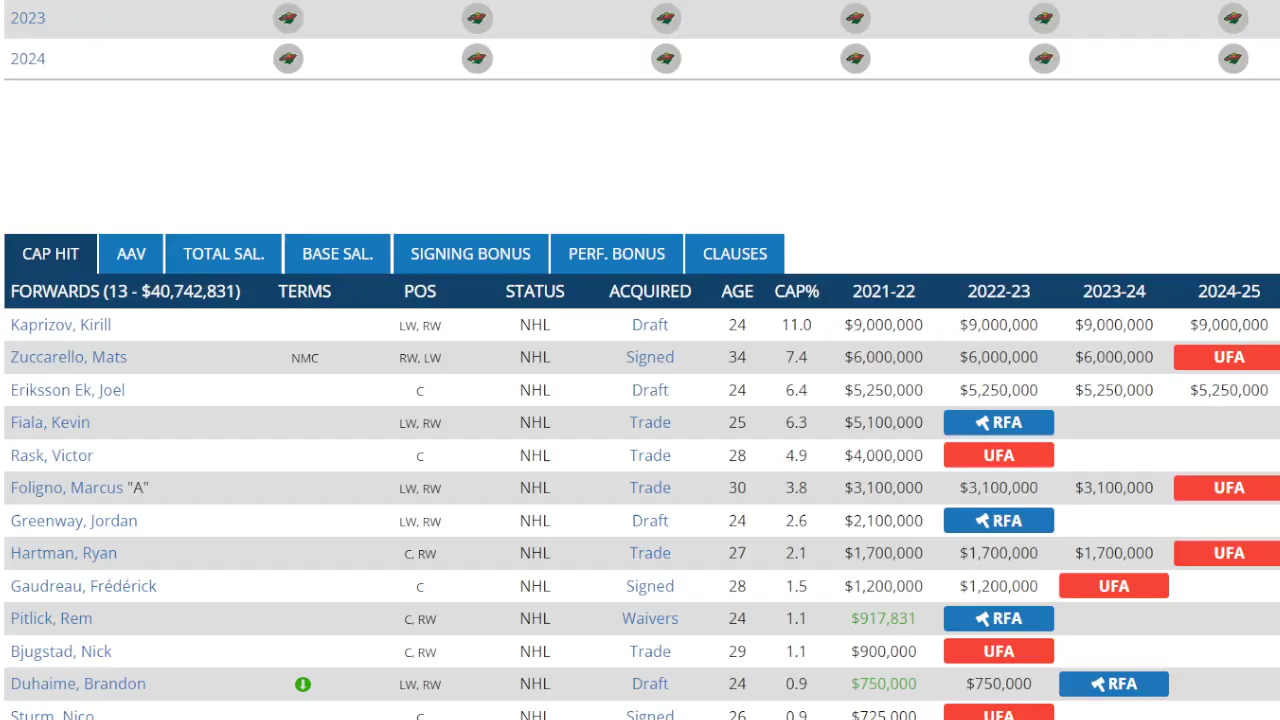 2023
2024
CAP HIT AAV TOTAL SAL. BASE SAL. SIGNING BONUS PERF. BONUS CLAUSES
FORWARDS (13 - $40,742,831) TERMS POS STATUS ACQUIRED AGE CAP% 2021-22 2022-23 2023-24 2024-25
Kaprizov, Kirill LW, RW NHL Draft 24 11.0 $9,000,000 $9,000,000 $9,000,000 $9,000,000
Zuccarello, Mats NMC RW, LW NHL Signed 34 7.4 $6,000,000 $6,000,000 $6,000,000 UFA
Eriksson Ek, Joel C NHL Draft 24 6.4 $5,250,000 $5,250,000 $5,250,000 $5,250,000
Fiala, Kevin LW, RW NHL Trade 25 6.3 $5,100,000 RFA
Rask, Victor C NHL Trade 28 4.9 $4,000,000 UFA
Foligno, Marcus "A" LW, RW NHL Trade 30 3.8 $3,100,000 $3,100,000 $3,100,000 UFA
Greenway, Jordan LW, RW NHL Draft 24 2.6 $2,100,000 RFA
Hartman, Ryan C, RW NHL Trade 27 2.1 $1,700,000 $1,700,000 $1,700,000 UFA
Gaudreau, Frédérick C NHL Signed 28 1.5 $1,200,000 $1,200,000 UFA
Pitlick, Rem C, RW NHL Waivers 24 1.1 $917,831 RFA
Bjugstad, Nick C, RW NHL Trade 29 1.1 $900,000 UFA
Duhaime, Brandon LW, RW NHL Draft 24 0.9 $750,000 $750,000 RFA
Sturm, Nico C NHL Signed 26 0.9 $725,000 UFA